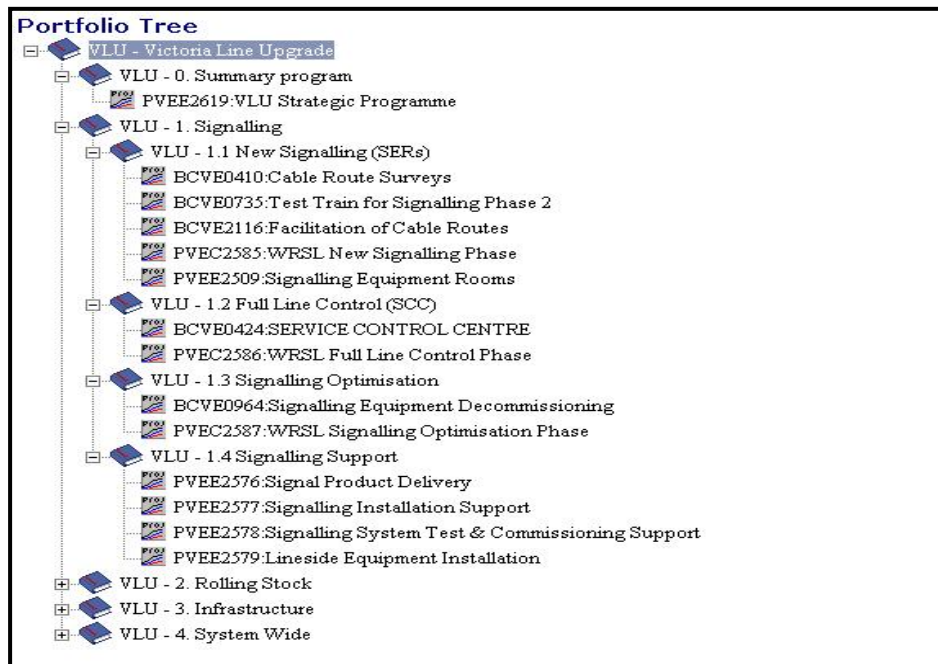 Portfolio Tree
VLU - Victoria Line Upgrade
VLU - 0. Summary program
PVEE2619:VLU Strategic Programme
VLU - 1. Signalling
VLU - 1.1 New Signalling (SERs)
BCVE0410:Cable Route Surveys
BCVE0735:Test Train for Signalling Phase 2
BCVE2116:Facilitation of Cable Routes
PVEC2585:WRSL New Signalling Phase
PVEE2509:Signalling Equipment Rooms
VLU - 1.2 Full Line Control (SCC)
BCVE0424:SERVICE CONTROL CENTRE
PVEC2586:WRSL Full Line Control Phase
VLU - 1.3 Signalling Optimisation
BCVE0964:Signalling Equipment Decommissioning
PVEC2587:WRSL Signalling Optimisation Phase
VLU - 1.4 Signalling Support
PVEE2576:Signal Product Delivery
PVEE2577:Signalling Installation Support
PVEE2578:Signalling System Test & Commissioning Support
PVEE2579:Lineside Equipment Installation
VLU - 2. Rolling Stock
VLU - 3. Infrastructure
VLU - 4. System Wide